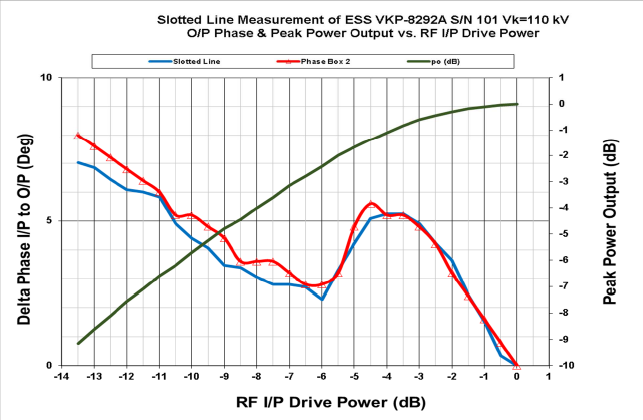 Slotted Line Measurement of ESS VKP-8292A S/N 101 Vk=110 kV
O/P Phase & Peak Power Output vs. RF I/P Drive Power
Slotted Line Phase Box 2 po (dB)
10 1
0
-1
-2
-3
5 -4
-5
-6
-7
-8
-9
0 -10
-14 -13 -12 -11 -10 -9 -8 -7 -6 -5 -4 -3 -2 -1 0 1
Delta Phase I/P to O/P (Deg)
Peak Power Output (dB)
RF I/P Drive Power (dB)